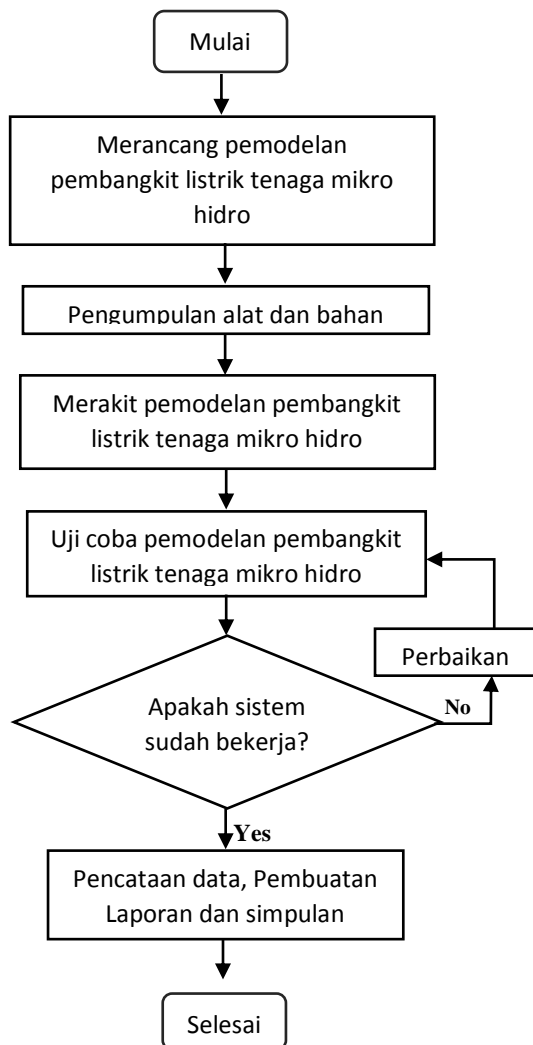 Mulai
Merancang pemodelan
pembangkit listrik tenaga mikro
hidro
Pengumpulan alat dan bahan
Merakit pemodelan pembangkit
listrik tenaga mikro hidro
Uji coba pemodelan pembangkit
listrik tenaga mikro hidro
Perbaikan
Apakah sistem
sudah bekerja?
No
Yes
Pencataan data, Pembuatan
Laporan dan simpulan
Selesai